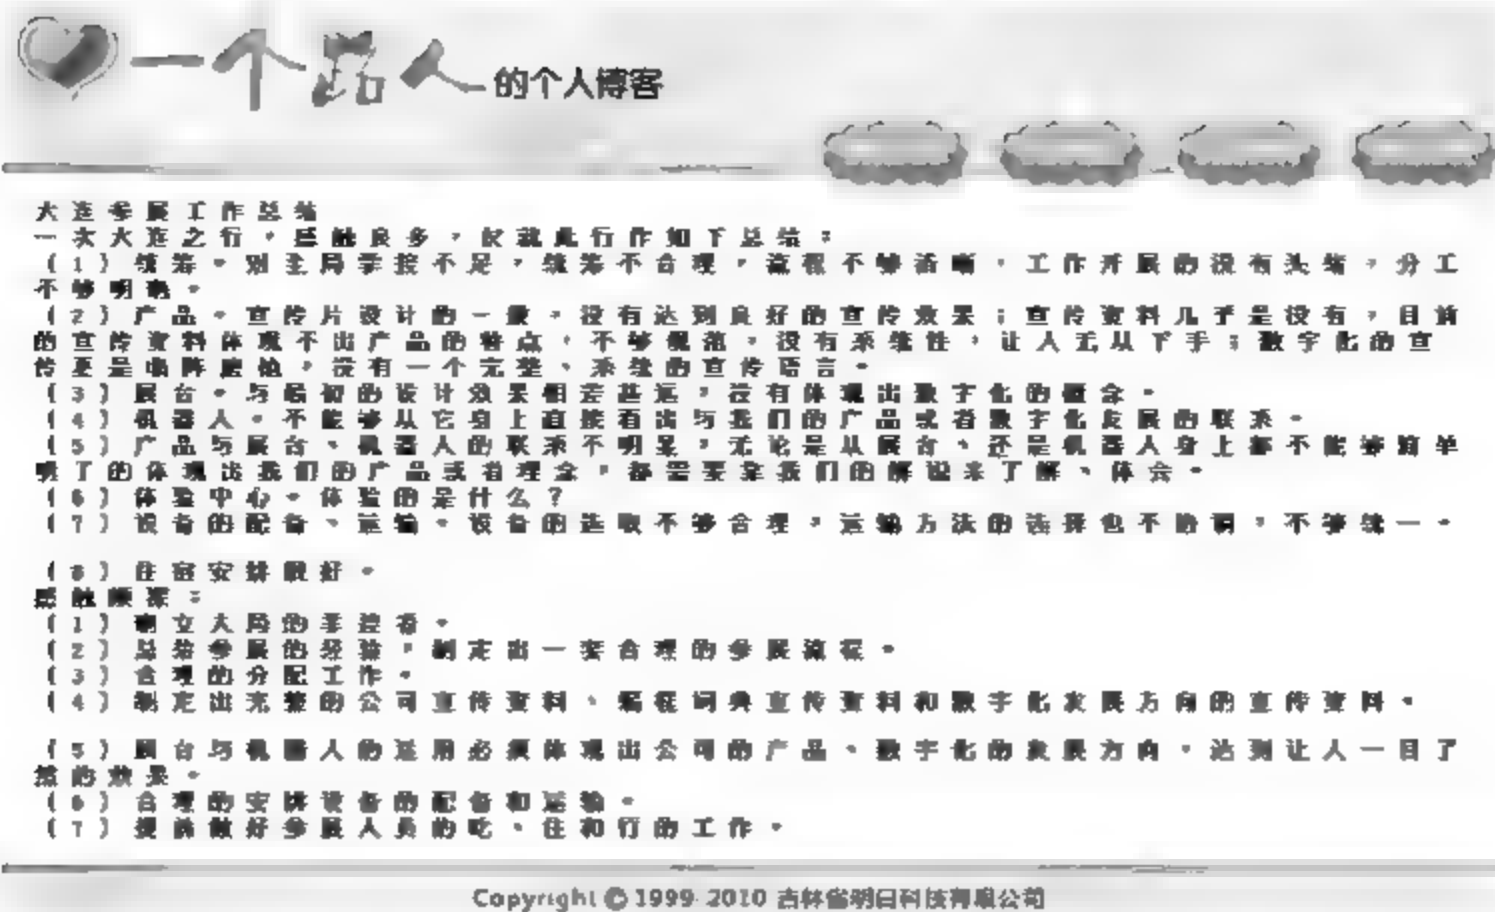 一个路人的个人博客
大连参展工作总结
一次大连之行，感触良多，仅就此行作如下总结：
（1）统筹。对全局掌控不足，统筹不合理，流程不够清晰，工作开展的没有头绪，分工
不够明确。
（2）产品。宣传片设计的一般，没有达到良好的宣传效果；宣传资料几乎是没有，目前
的宣传资料体现不出产品的特点，不够规范，没有系统性，让人无从下手；数字化的宣
传更是，没有一个完整、系统的宣传语言。
（3）展台。与最初的设计效果相差甚远，没有体现出数字化的概念。
（4）机器人。不能够从它身上直接看出与我们的产品或者数字化发展的联系。
（5）产品与展台、机器人的联系不明显，无论是从展台、还是机器人身上都不能够简单
明了的体现出我们的产品或者理念，都需要靠我们的解说来了解、体会。
（6）体验中心。体验的是什么？
（7）设备的配备、运输。设备的选取不够合理，运输方法的选择也不协调，不够统一。
（8）住宿安排很好。
感触颇深：
（1）确立大局的掌控者。
（2）总结参展的经验，制定出一套合理的参展流程。
（3）合理的分配工作。
（4）制定出完整的公司宣传资料、编程词典宣传资料和数字化发展方向的宣传资料。
（5）展台与机器人的运用必须体现出公司的产品、数字化的发展方向，达到让人一目了
然的效果。
（6）合理的安排设备的配备和运输。
（7）提前做好参展人员的吃、住和行的工作。
Copyright © 1999-2010 吉林省明日科技有限公司